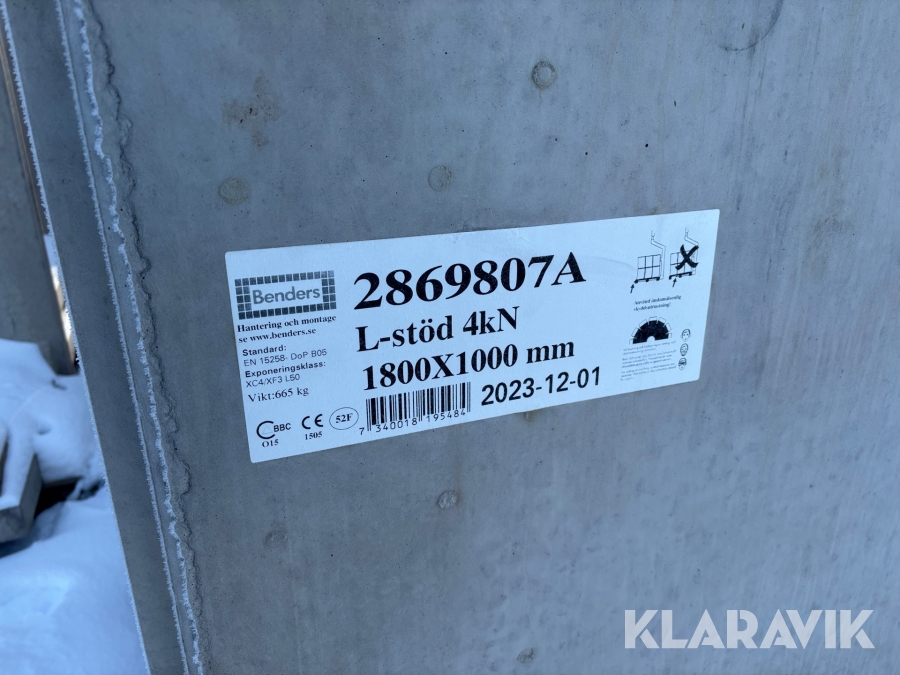 Benders
Hantering och montage
se www.benders.se
Standard:
EN 15258- DoP B05
Exponeringsklass:
XC4/XF3 L50
Vikt:665 kg
BBC
O15
CE
1505
52F
2869807A
L-stöd 4kN
1800X1000 mm
7 340018 195484
2023-12-01
KLARAVIK